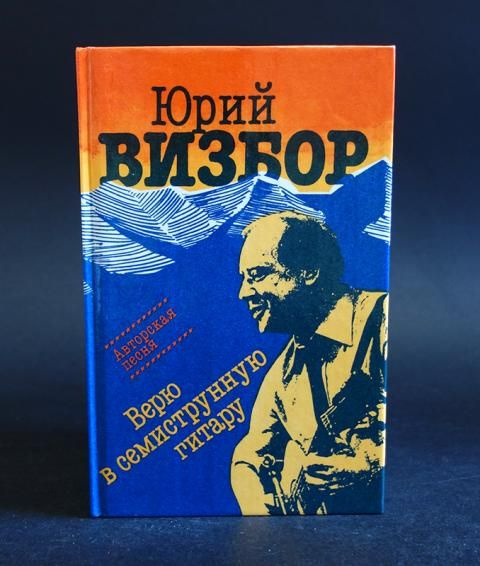 Юрий
ВИЗБОР
Авторская
песня
Верю
в семиструнную
гитару